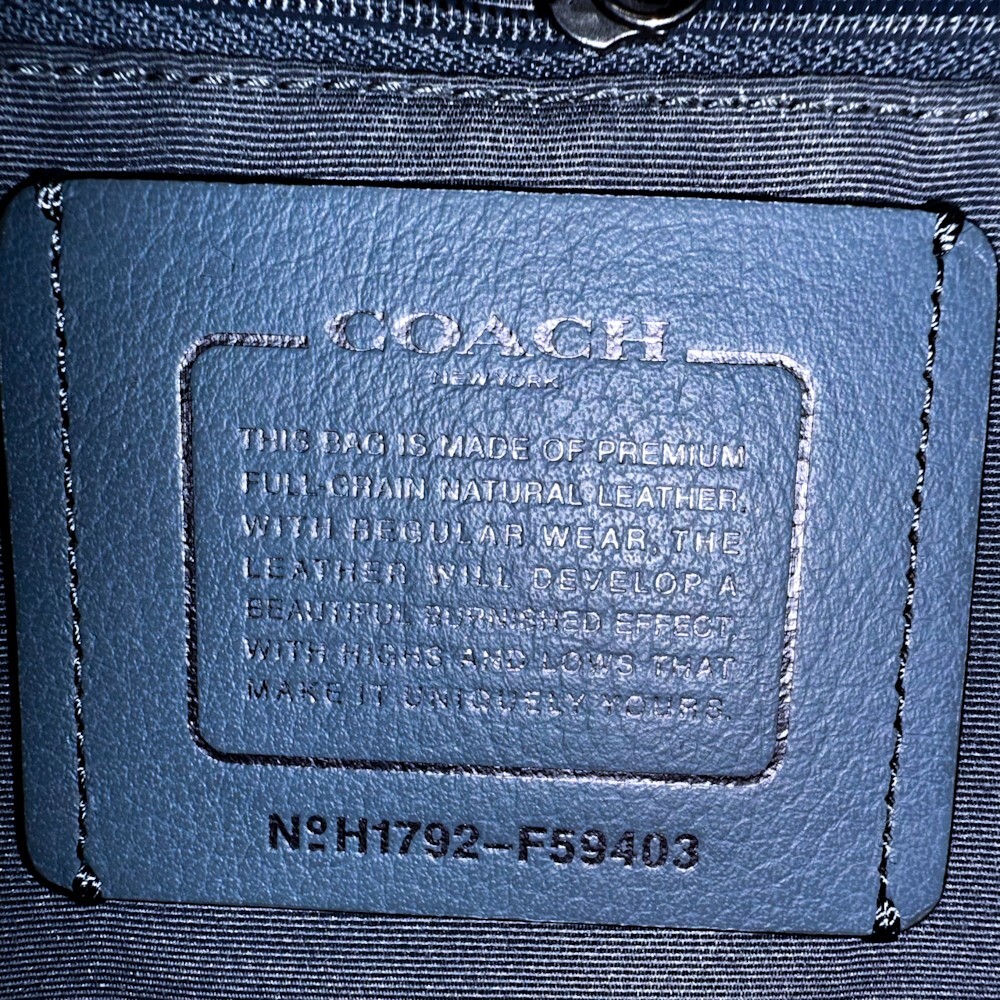 COACH
NEW YORK
THIS BAG IS MADE OF PREMIUM
FULL-GRAIN NATURAL LEATHER.
WITH REGULAR WEAR, THE
LEATHER WILL DEVELOP A
BEAUTIFUL BURNISHED EFFECT,
WITH HIGHS AND LOWS THAT
MAKE IT UNIQUELY YOURS.
Nº H1792-F59403